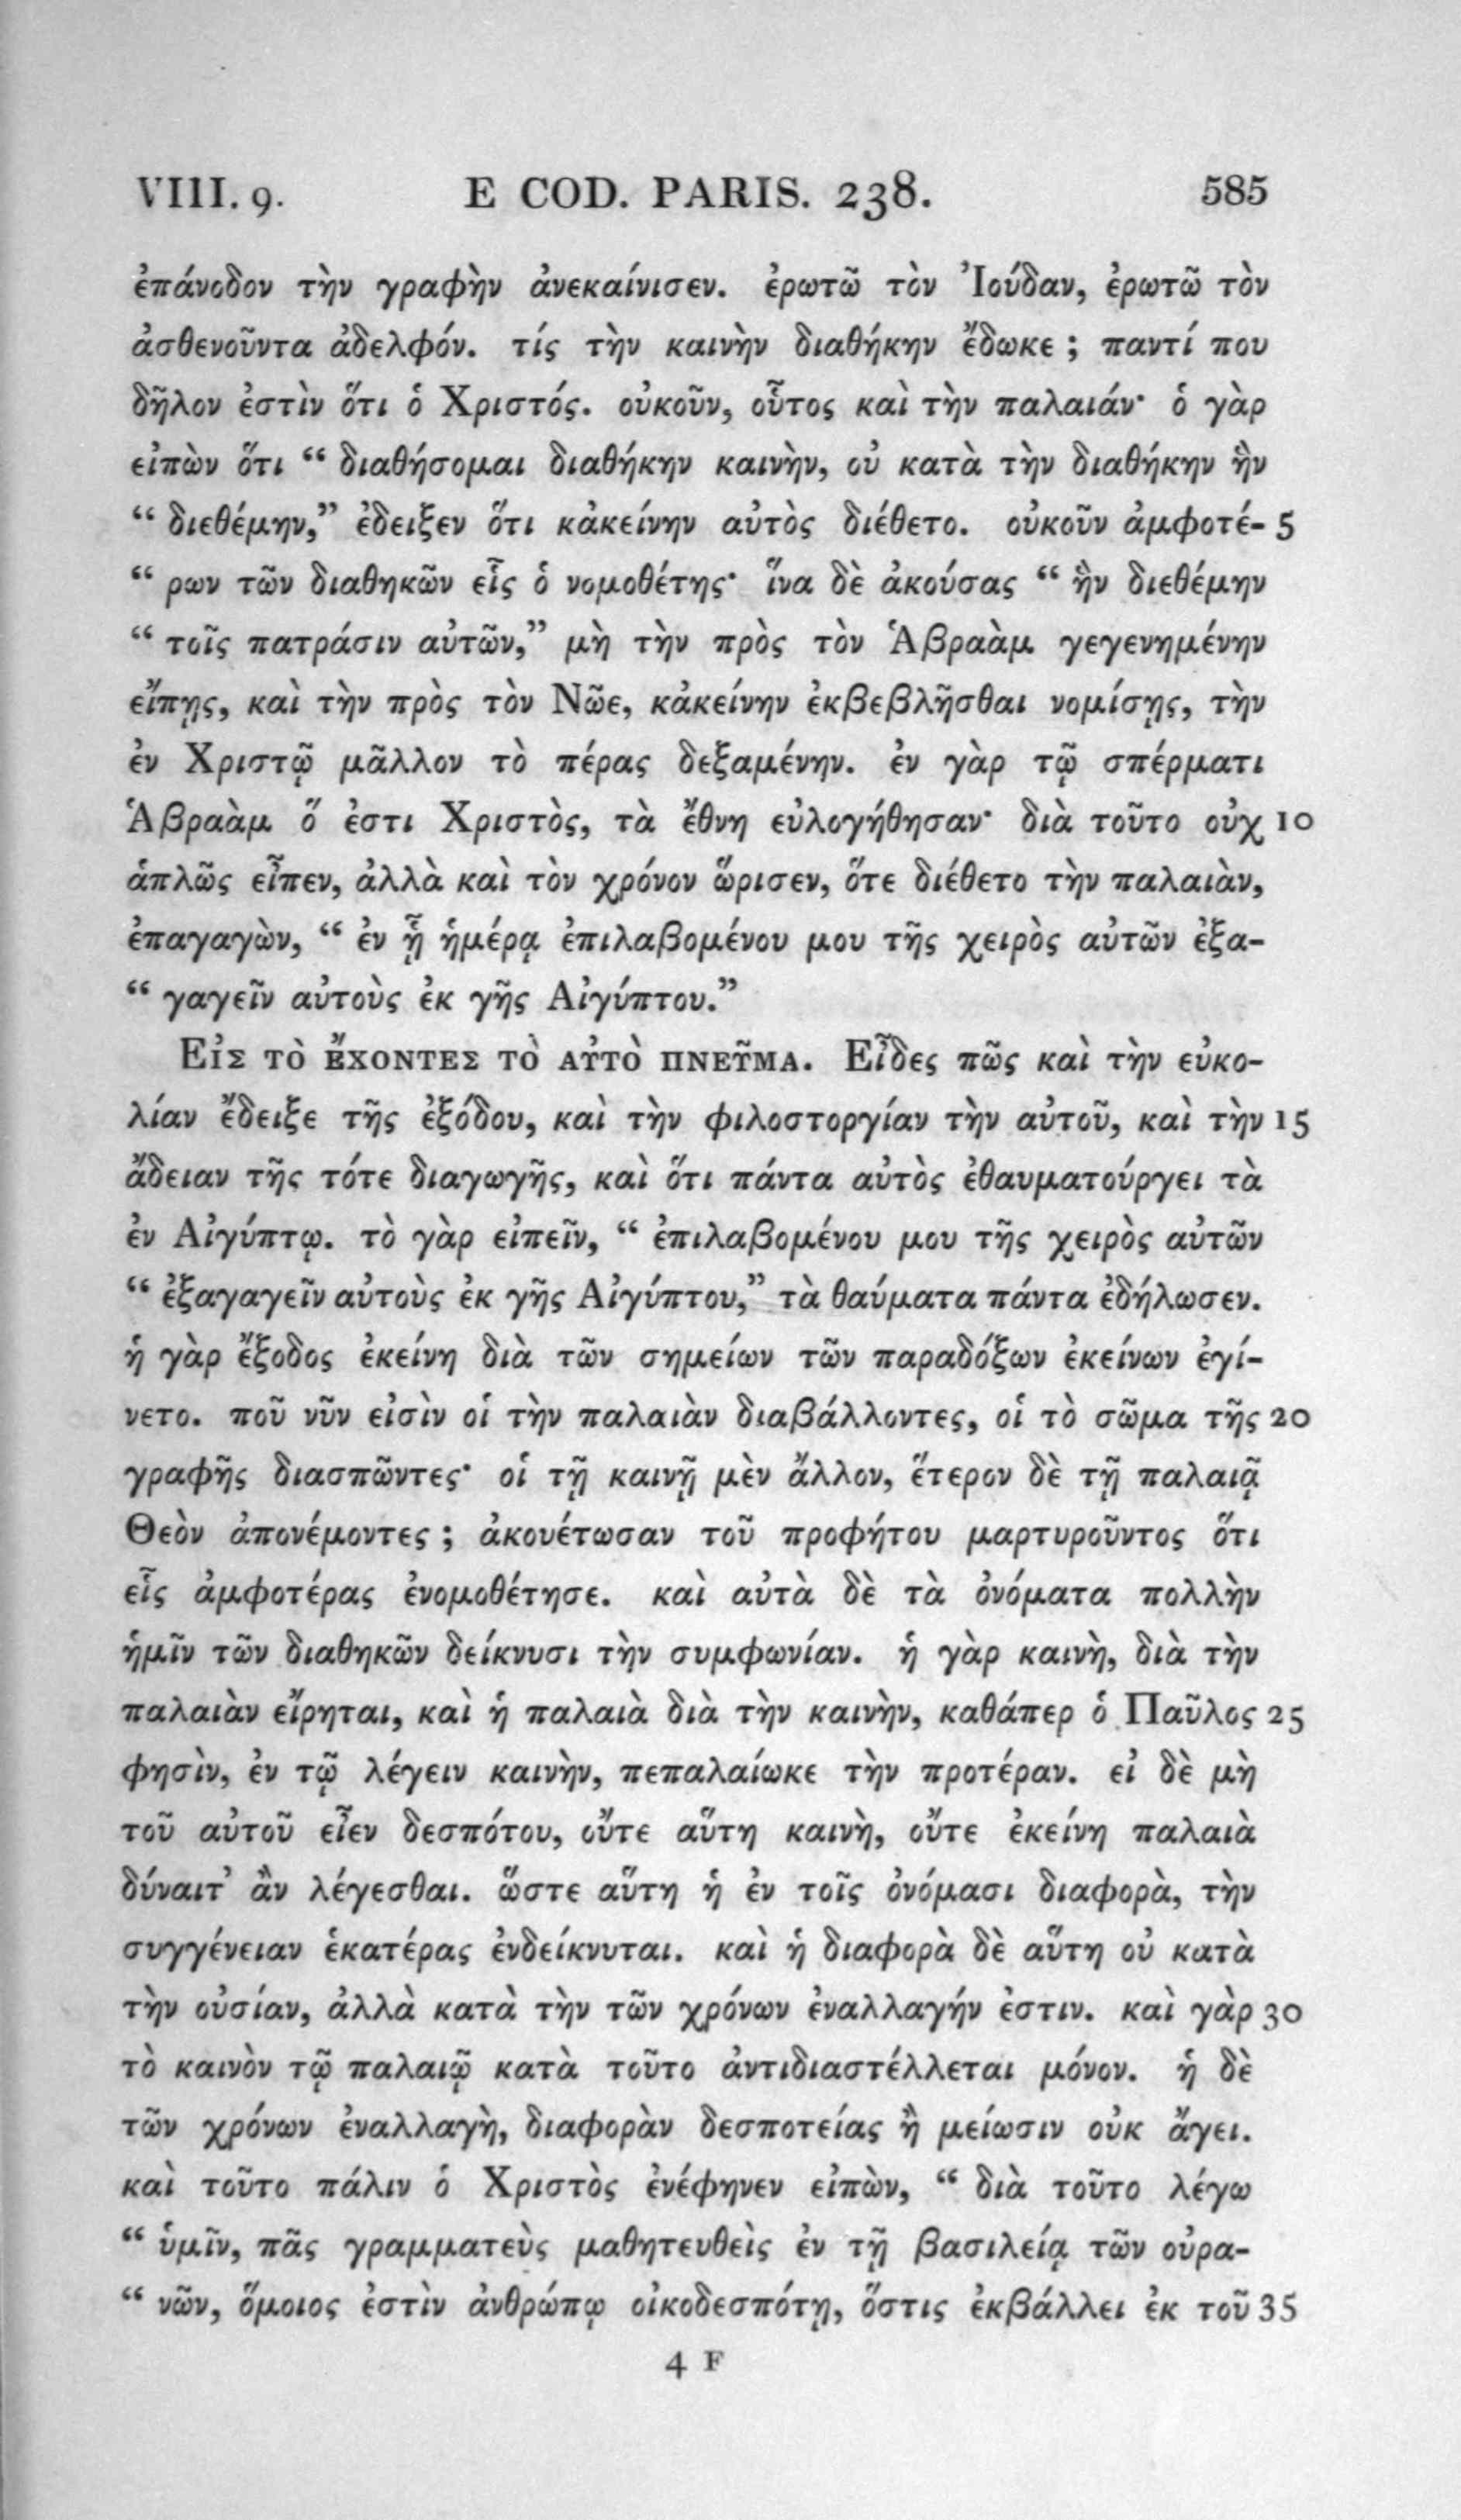 VIII. 9. E COD. PARIS. 238. 585
ἐπάνοδον τὴν γραφὴν ἀνεκαίνισεν. ἐρωτῶ τὸν Ἰούδαν, ἐρωτῶ τὸν
ἀσθενοῦντα ἀδελφόν. τίς τὴν καινὴν διαθήκην ἔδωκε ; παντί που
δῆλον ἐστὶν ὅτι ὁ Χριστός. οὐκοῦν, οὗτος καὶ τὴν παλαιάν· ὁ γὰρ
εἰπὼν ὅτι “ διαθήσομαι διαθήκην καινὴν, οὐ κατὰ τὴν διαθήκην ἣν
“ διεθέμην,” ἐδειξεν ὅτι κἀκείνην αὐτὸς διέθετο. οὐκοῦν ἀμφοτέ- 5
“ ρων τῶν διαθηκῶν εἷς ὁ νομοθέτης· ἵνα δὲ ἀκούσας “ ἣν διεθέμην
“ τοῖς πατράσιν αὐτῶν,” μὴ τὴν πρὸς τὸν Ἁβραὰμ γεγενημένην
εἴπῃς, καὶ τὴν πρὸς τὸν Νῶε, κἀκείνην ἐκβεβλῆσθαι νομίσῃς, τὴν
ἐν Χριστῷ μᾶλλον τὸ πέρας δεξαμένην. ἐν γὰρ τῷ σπέρματι
Ἁβραὰμ ὅ ἐστι Χριστὸς, τὰ ἔθνη εὐλογήθησαν· διὰ τοῦτο οὐχ 10
ἁπλῶς εἶπεν, ἀλλὰ καὶ τὸν χρόνον ὥρισεν, ὅτε διέθετο τὴν παλαιὰν,
ἐπαγαγὼν, “ ἐν ᾗ ἡμέρᾳ ἐπιλαβομένου μου τῆς χειρὸς αὐτῶν ἐξα-
“ γαγεῖν αὐτοὺς ἐκ γῆς Αἰγύπτου.”
Εἰς τὸ ἔχοντες τὸ αὐτὸ πνεῦμα. Εἶδες πῶς καὶ τὴν εὐκο-
λίαν ἔδειξε τῆς ἐξόδου, καὶ τὴν φιλοστοργίαν τὴν αὐτοῦ, καὶ τὴν 15
ἄδειαν τῆς τότε διαγωγῆς, καὶ ὅτι πάντα αὐτὸς ἐθαυματούργει τὰ
ἐν Αἰγύπτῳ. τὸ γὰρ εἰπεῖν, “ ἐπιλαβομένου μου τῆς χειρὸς αὐτῶν
“ ἐξαγαγεῖν αὐτοὺς ἐκ γῆς Αἰγύπτου,” τὰ θαύματα πάντα ἐδήλωσεν.
ἡ γὰρ ἔξοδος ἐκείνη διὰ τῶν σημείων τῶν παραδόξων ἐκείνων ἐγί-
νετο. ποῦ νῦν εἰσὶν οἱ τὴν παλαιὰν διαβάλλοντες, οἱ τὸ σῶμα τῆς 20
γραφῆς διασπῶντες· οἱ τῇ καινῇ μὲν ἄλλον, ἕτερον δὲ τῇ παλαιᾷ
Θεὸν ἀπονέμοντες ; ἀκουέτωσαν τοῦ προφήτου μαρτυροῦντος ὅτι
εἷς ἀμφοτέρας ἐνομοθέτησε. καὶ αὐτὰ δὲ τὰ ὀνόματα πολλὴν
ἡμῖν τῶν διαθηκῶν δείκνυσι τὴν συμφωνίαν. ἡ γὰρ καινὴ, διὰ τὴν
παλαιὰν εἴρηται, καὶ ἡ παλαιὰ διὰ τὴν καινὴν, καθάπερ ὁ Παῦλος 25
φησὶν, ἐν τῷ λέγειν καινὴν, πεπαλαίωκε τὴν προτέραν. εἰ δὲ μὴ
τοῦ αὐτοῦ εἶεν δεσπότου, οὔτε αὕτη καινὴ, οὔτε ἐκείνη παλαιὰ
δύναιτ᾽ ἂν λέγεσθαι. ὥστε αὕτη ἡ ἐν τοῖς ὀνόμασι διαφορὰ, τὴν
συγγένειαν ἑκατέρας ἐνδείκνυται. καὶ ἡ διαφορὰ δὲ αὕτη οὐ κατὰ
τὴν οὐσίαν, ἀλλὰ κατὰ τὴν τῶν χρόνων ἐναλλαγήν ἐστιν. καὶ γὰρ 30
τὸ καινὸν τῷ παλαιῷ κατὰ τοῦτο ἀντιδιαστέλλεται μόνον. ἡ δὲ
τῶν χρόνων ἐναλλαγὴ, διαφορὰν δεσποτείας ἢ μείωσιν οὐκ ἄγει.
καὶ τοῦτο πάλιν ὁ Χριστὸς ἐνέφηνεν εἰπὼν, “ διὰ τοῦτο λέγω
“ ὑμῖν, πᾶς γραμματεὺς μαθητευθεὶς ἐν τῇ βασιλείᾳ τῶν οὐρα-
“ νῶν, ὅμοιος ἐστὶν ἀνθρώπῳ οἰκοδεσπότῃ, ὅστις ἐκβάλλει ἐκ τοῦ 35
4 F